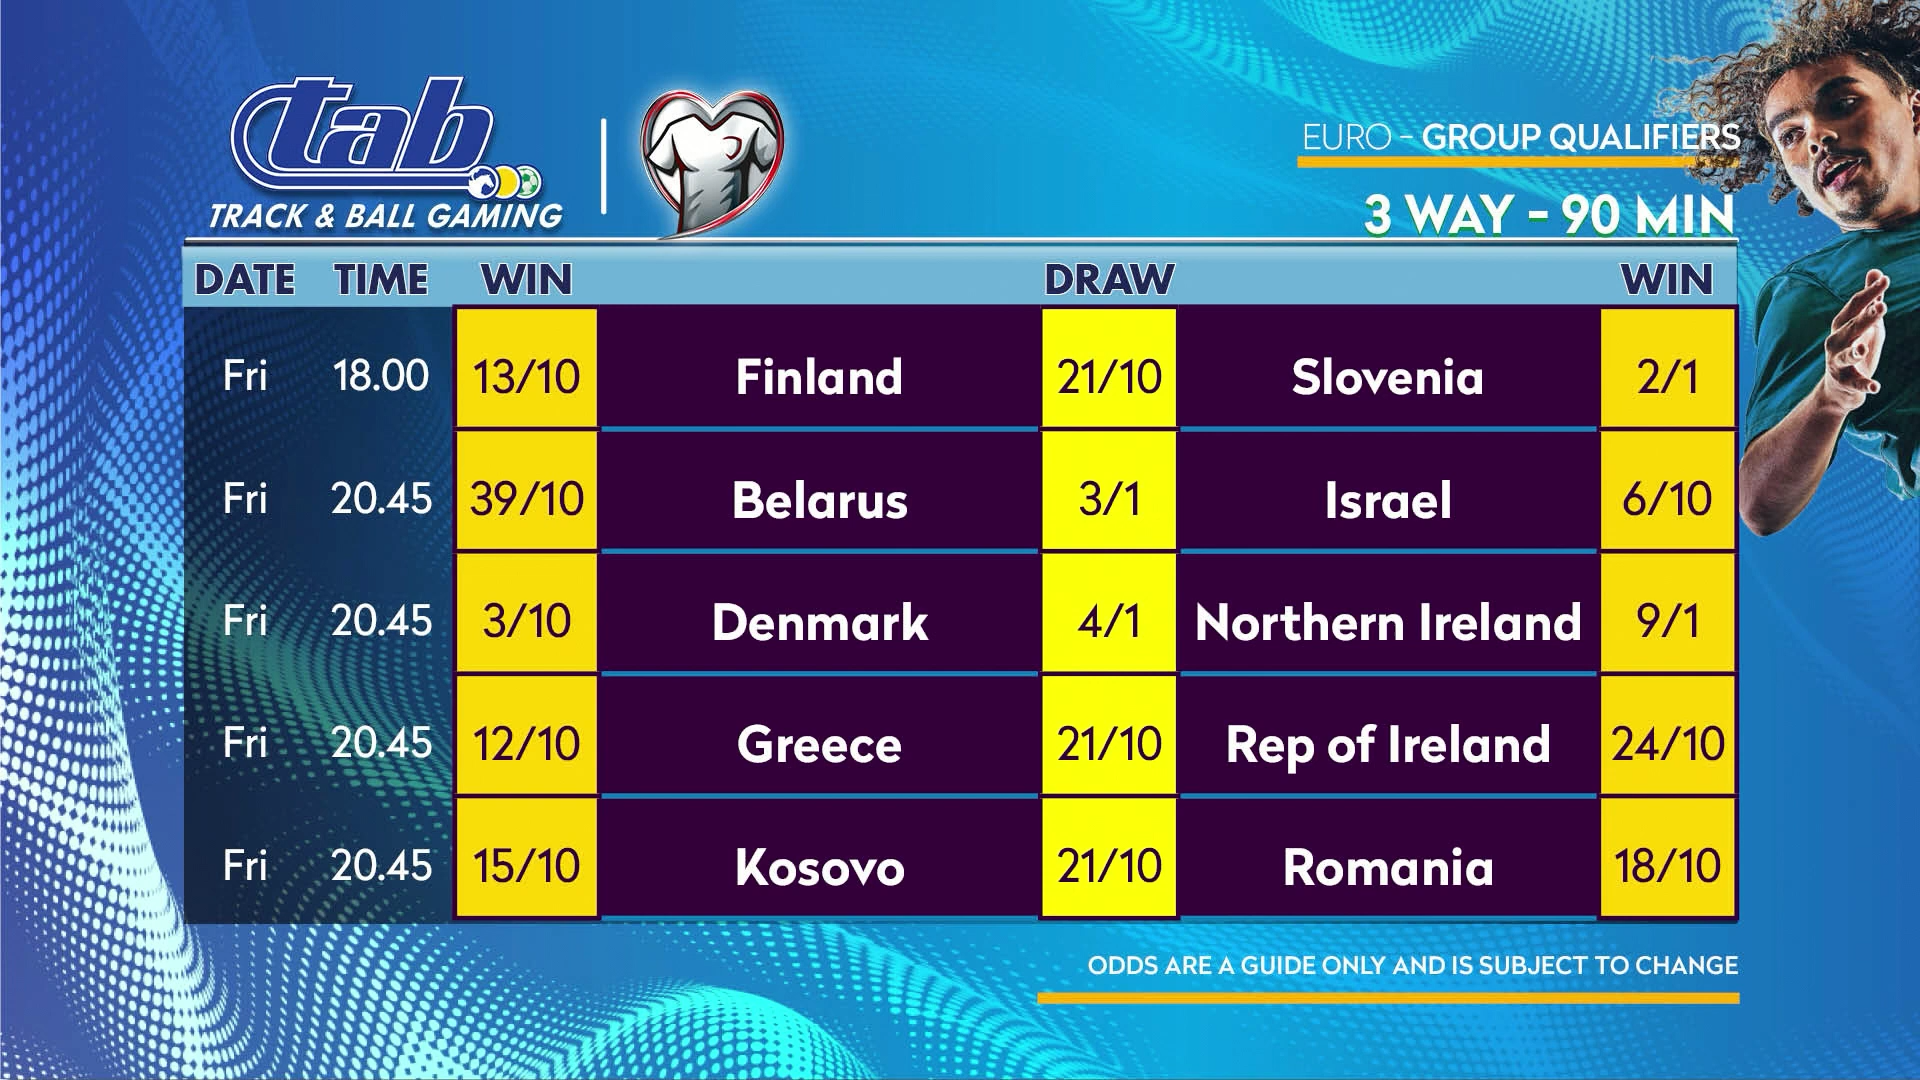 tab
TRACK & BALL GAMING
EURO - GROUP QUALIFIERS
3 WAY - 90 MIN
DATE TIME WIN DRAW WIN
Fri 18.00 13/10 Finland 21/10 Slovenia 2/1
Fri 20.45 39/10 Belarus 3/1 Israel 6/10
Fri 20.45 3/10 Denmark 4/1 Northern Ireland 9/1
Fri 20.45 12/10 Greece 21/10 Rep of Ireland 24/10
Fri 20.45 15/10 Kosovo 21/10 Romania 18/10
ODDS ARE A GUIDE ONLY AND IS SUBJECT TO CHANGE